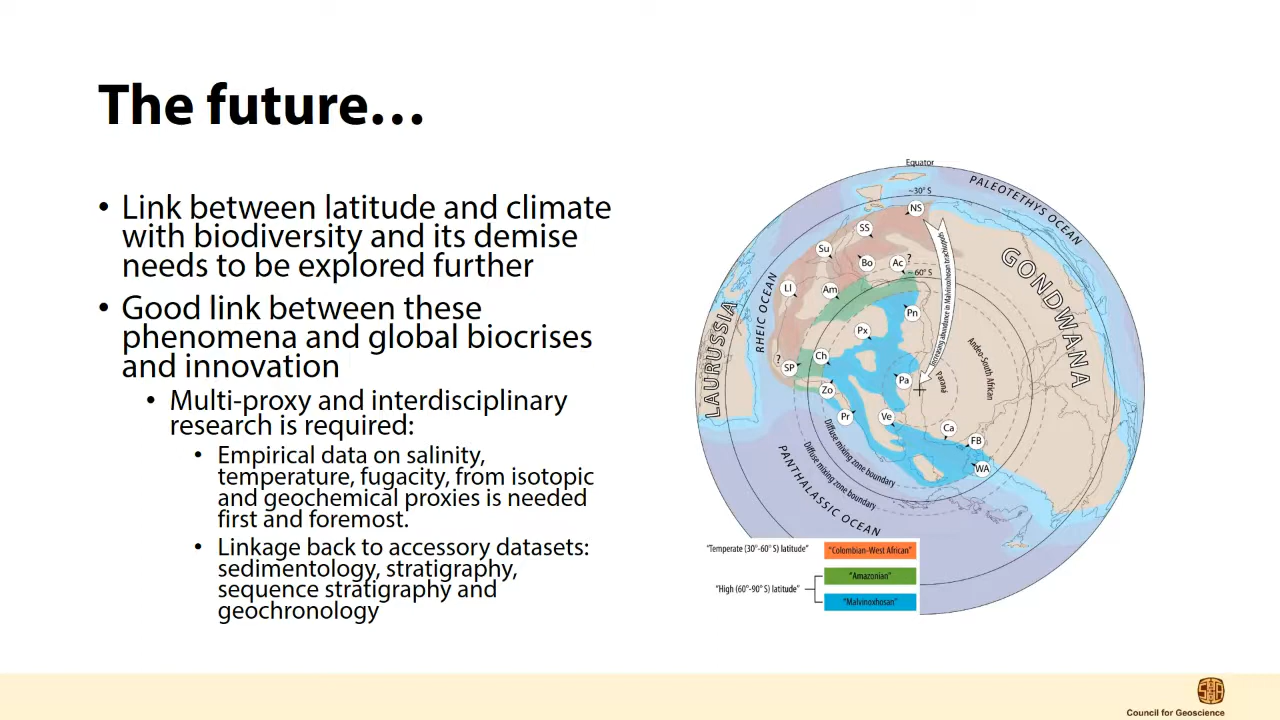 The future…
• Link between latitude and climate
with biodiversity and its demise
needs to be explored further
• Good link between these
phenomena and global biocrises
and innovation
• Multi-proxy and interdisciplinary
research is required:
• Empirical data on salinity,
temperature, fugacity, from isotopic
and geochemical proxies is needed
first and foremost.
• Linkage back to accessory datasets:
sedimentology, stratigraphy,
sequence stratigraphy and
geochronology
Equator
~30° S
PALEOTETHYS OCEAN
NS
SS
Su
Bo
Ac
?
~60° S
GONDWANA
LI
Am
RHEIC OCEAN
LAURUSSIA
Pn
Px
Increasing abundance in Malvinoxhosan trachiopids
Andeo-South African
Ch
?
SP
Pa
Paraná
Zo
Pr
Ve
Ca
FB
WA
Diffuse mixing zone boundary
Diffuse mixing zone boundary
PANTHALASSIC OCEAN
"Temperate (30°-60° S) latitude"
"Colombian-West African"
"High (60°-90° S) latitude"
"Amazonian"
"Malvinoxhosan"
Council for Geoscience